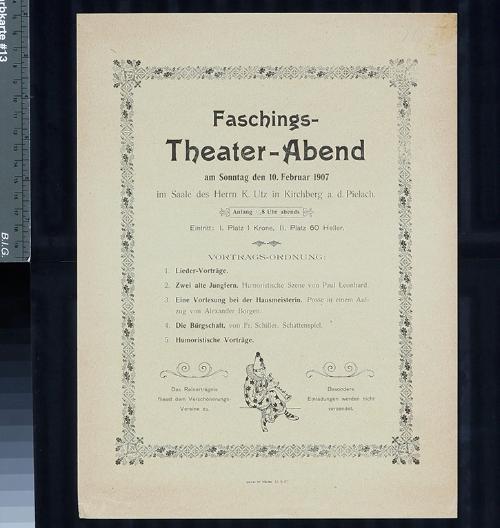 rbkarte #13
B.I.G.
Faschings-
Theater-Abend
am Sonntag den 10. Februar 1907
im Saale des Herrn K. Utz in Kirchberg a. d. Pielach.
Anfang ½8 Uhr abends
Eintritt: I. Platz 1 Krone, II. Platz 60 Heller.
VORTRAGS-ORDNUNG:
1. Lieder-Vorträge.
2. Zwei alte Jungfern. Humoristische Szene von Paul Leonhard.
3. Eine Vorlesung bei der Hausmeisterin. Posse in einem Auf-
zug von Alexander Bergen.
4. Die Bürgschaft, von Fr. Schiller. Schattenspiel.
5. Humoristische Vorträge.
Das Reinerträgnis
fliesst dem Verschönerungs-
Vereine zu.
Besondere
Einladungen werden nicht
versendet.